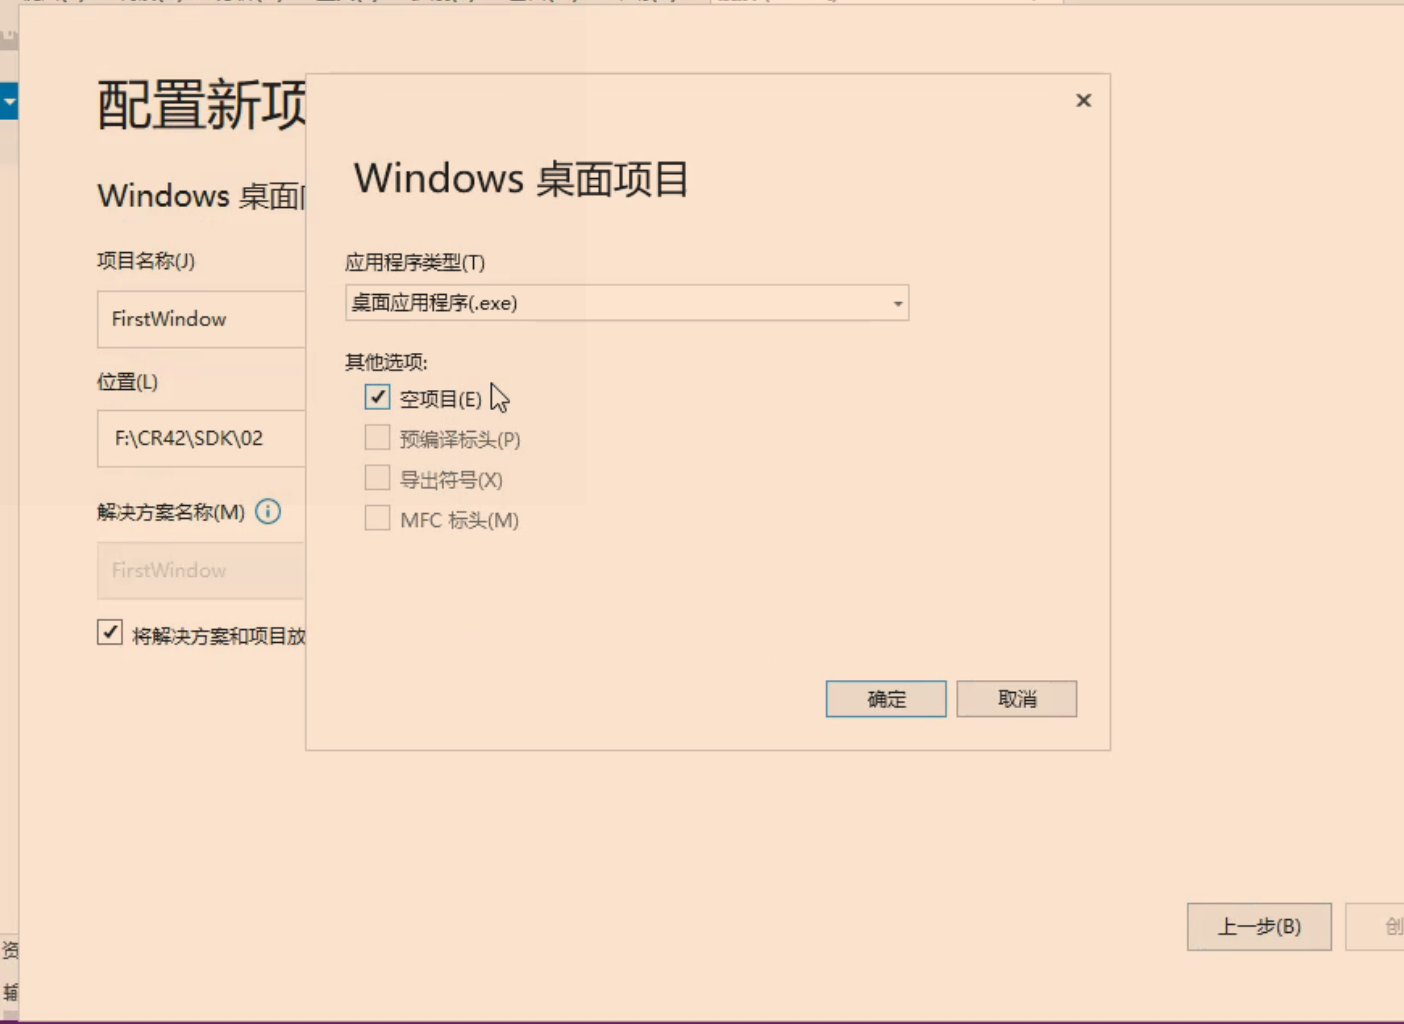 配置新项
Windows 桌面
项目名称(J)
FirstWindow
位置(L)
F:\CR42\SDK\02
解决方案名称(M)
FirstWindow
将解决方案和项目放
Windows 桌面项目
应用程序类型(T)
桌面应用程序(.exe)
其他选项:
空项目(E)
预编译标头(P)
导出符号(X)
MFC 标头(M)
确定
取消
上一步(B)
创
资
输